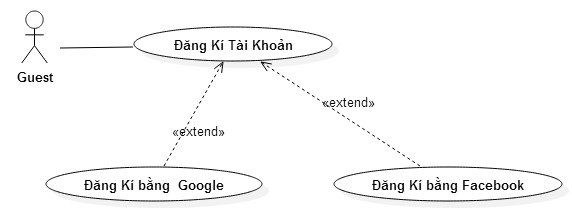 Đăng Kí Tài Khoản
Guest
«extend»
«extend»
Đăng Kí bằng  Google
Đăng Kí bằng Facebook